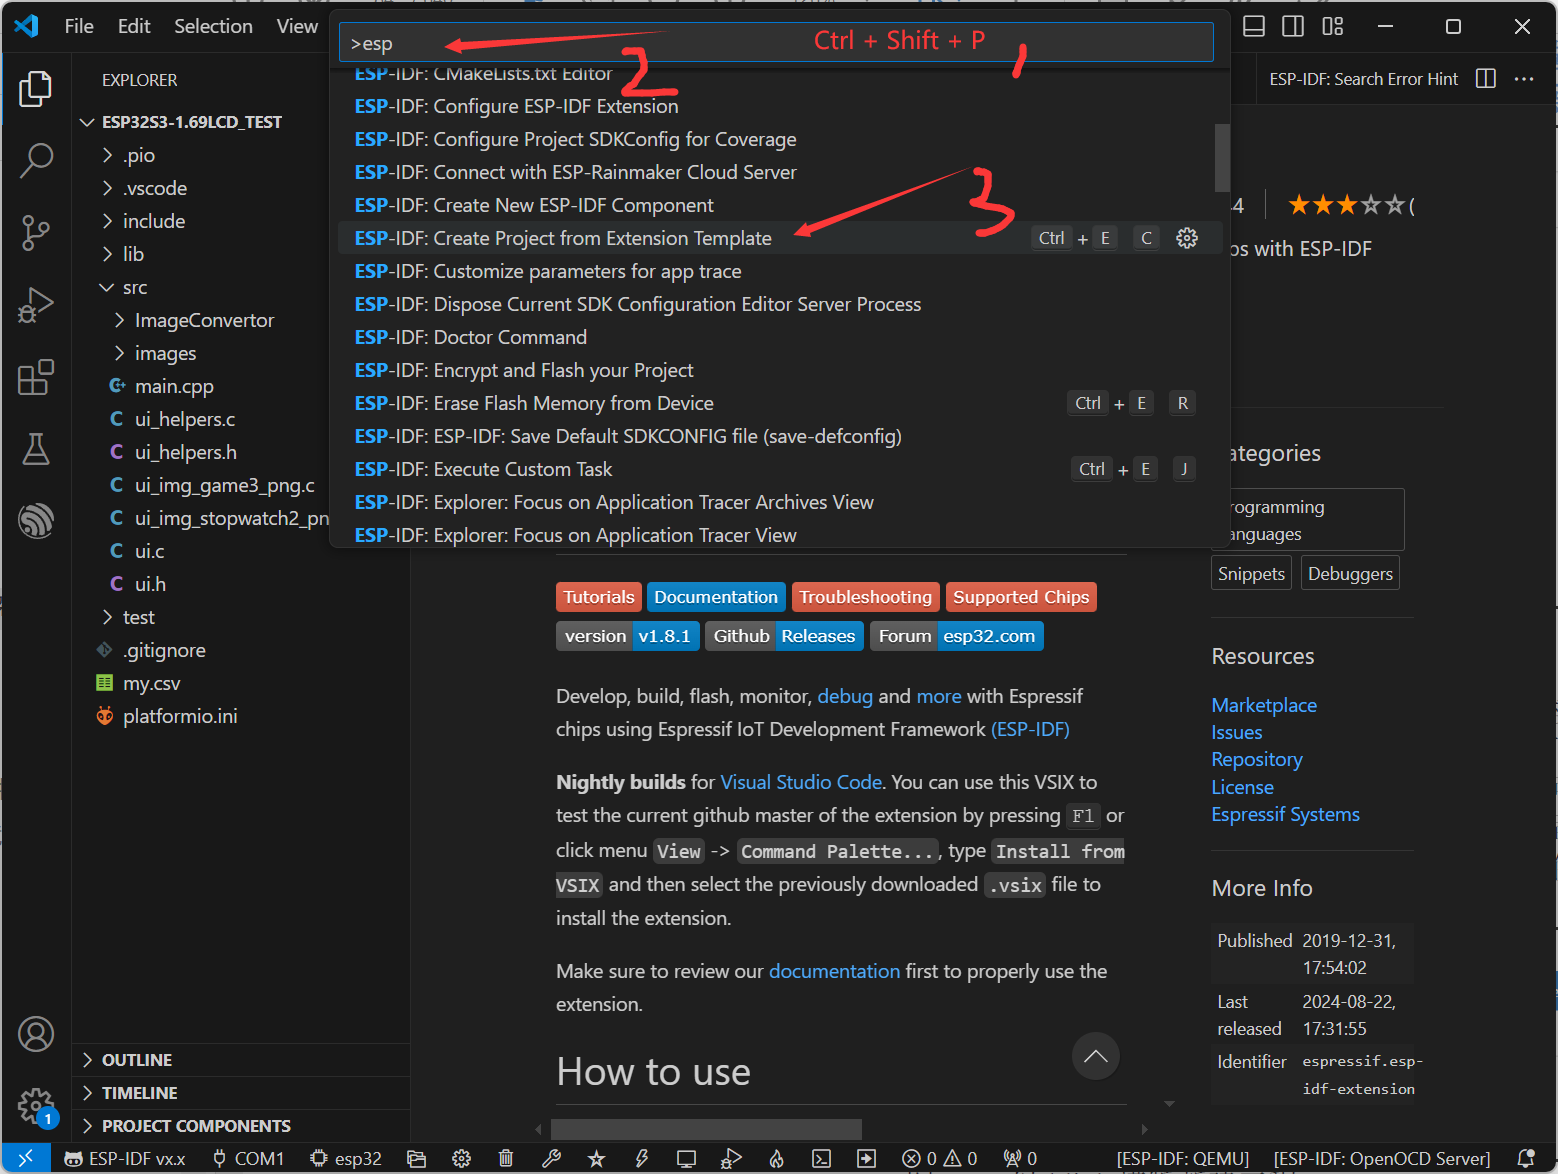 File Edit Selection View
>esp
Ctrl + Shift + P
1
2
3
EXPLORER
ESP32S3-1.69LCD_TEST
.pio
.vscode
include
lib
src
ImageConvertor
images
main.cpp
ui_helpers.c
ui_helpers.h
ui_img_game3_png.c
ui_img_stopwatch2_pn
ui.c
ui.h
test
.gitignore
my.csv
platformio.ini
OUTLINE
TIMELINE
PROJECT COMPONENTS
1
ESP-IDF: CMakeLists.txt Editor
ESP-IDF: Configure ESP-IDF Extension
ESP-IDF: Configure Project SDKConfig for Coverage
ESP-IDF: Connect with ESP-Rainmaker Cloud Server
ESP-IDF: Create New ESP-IDF Component
ESP-IDF: Create Project from Extension Template Ctrl + E C
ESP-IDF: Customize parameters for app trace
ESP-IDF: Dispose Current SDK Configuration Editor Server Process
ESP-IDF: Doctor Command
ESP-IDF: Encrypt and Flash your Project
ESP-IDF: Erase Flash Memory from Device Ctrl + E R
ESP-IDF: ESP-IDF: Save Default SDKCONFIG file (save-defconfig)
ESP-IDF: Execute Custom Task Ctrl + E J
ESP-IDF: Explorer: Focus on Application Tracer Archives View
ESP-IDF: Explorer: Focus on Application Tracer View
ESP-IDF: Search Error Hint
4 (
ps with ESP-IDF
Tutorials Documentation Troubleshooting Supported Chips
version v1.8.1 Github Releases Forum esp32.com
Develop, build, flash, monitor, debug and more with Espressif
chips using Espressif IoT Development Framework (ESP-IDF)
Nightly builds for Visual Studio Code. You can use this VSIX to
test the current github master of the extension by pressing F1 or
click menu View -> Command Palette..., type Install from
VSIX and then select the previously downloaded .vsix file to
install the extension.
Make sure to review our documentation first to properly use the
extension.
How to use
ategories
rogramming
anguages
Snippets Debuggers
Resources
Marketplace
Issues
Repository
License
Espressif Systems
More Info
Published 2019-12-31,
17:54:02
Last 2024-08-22,
released 17:31:55
Identifier espressif.esp-
idf-extension
ESP-IDF vx.x COM1 esp32 0 0 0 [ESP-IDF: QEMU] [ESP-IDF: OpenOCD Server]